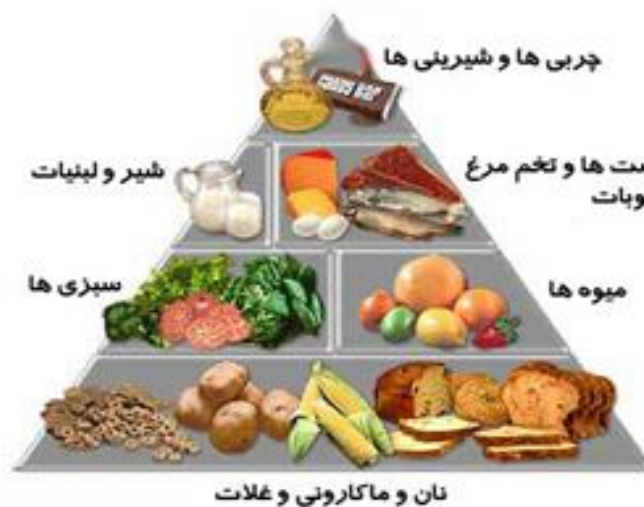 چربی ها و شیرینی ها
شیر و لبنیات
ها و تخم مرغ
سبزی ها
میوه ها
نان و ماکارونی و غلات